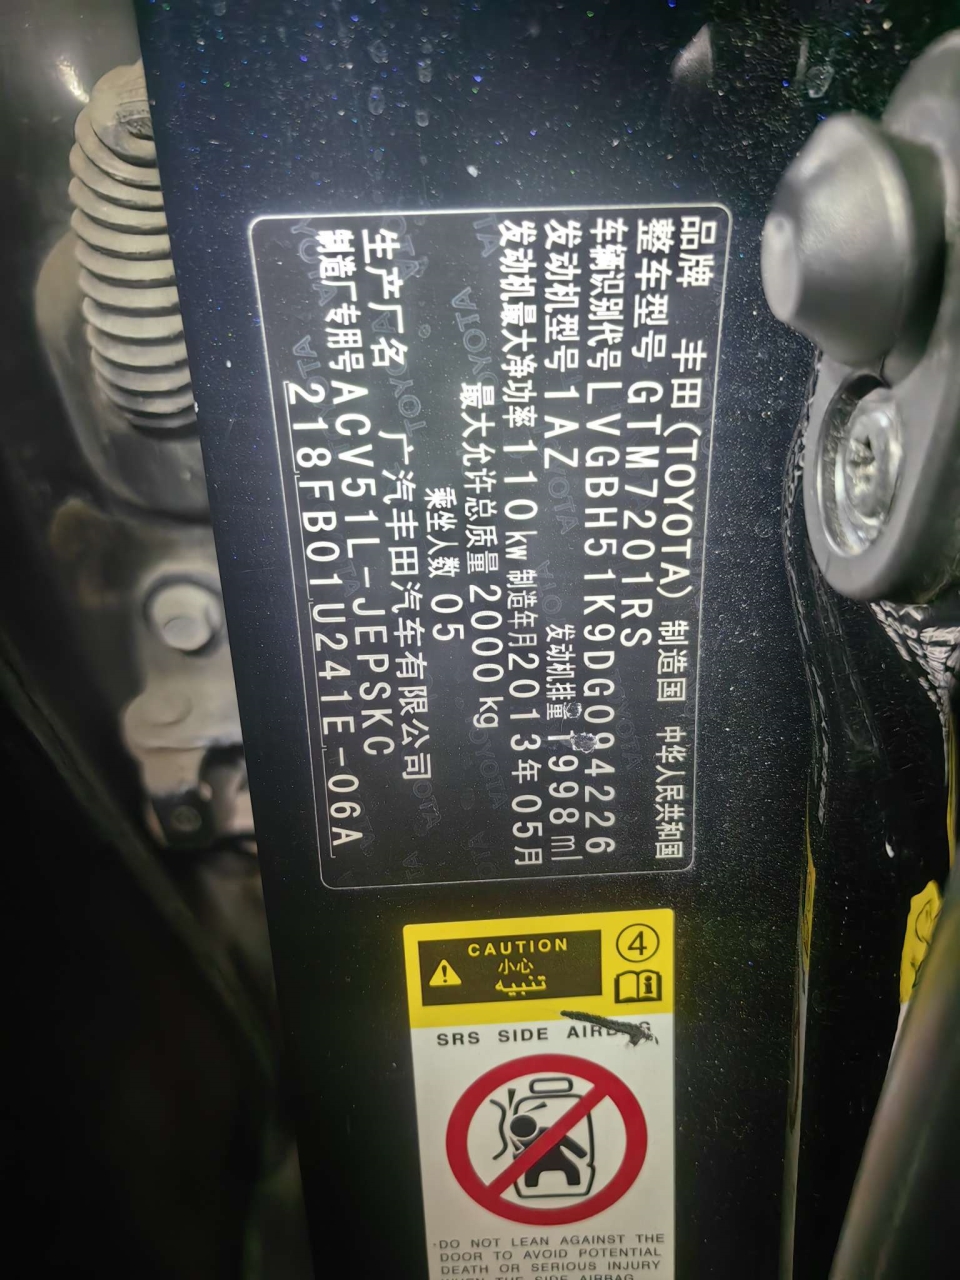 品牌 丰田(TOYOTA) 制造国 中华人民共和国
整车型号 GTM7201RS
车辆识别代号 LVGBH51K9DG094226
发动机型号 1AZ 发动机排量 1998ml
发动机最大净功率 110kw 制造年月 2013年05月
最大允许总质量 2000kg
乘坐人数 05
生产厂名 广汽丰田汽车有限公司
制造厂专用号 ACV51L-JEPSKC
218FB01U241E-06A
CAUTION
小心
تنبيه
4
SRS SIDE AIRBAG
·DO NOT LEAN AGAINST THE
DOOR TO AVOID POTENTIAL
DEATH OR SERIOUS INJURY
WHEN THE SIDE AIRBAG